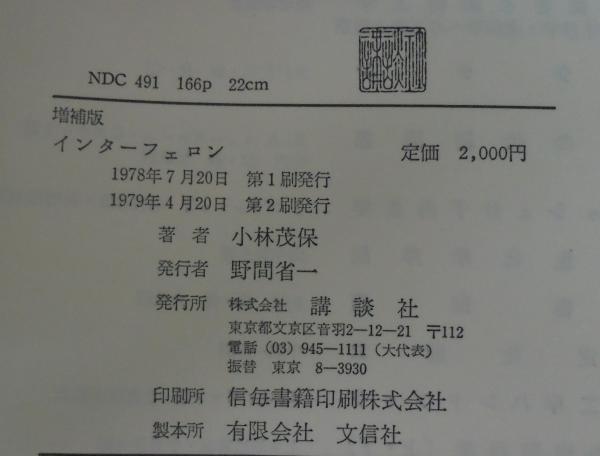 NDC 491 166p 22cm
増補版
インターフェロン 定価 2,000円
1978年7月20日 第1刷発行
1979年4月20日 第2刷発行
著者 小林茂保
発行者 野間省一
発行所 株式会社 講談社
東京都文京区音羽2—12—21 〒112
電話 (03) 945—1111 (大代表)
振替 東京 8—3930
印刷所 信毎書籍印刷株式会社
製本所 有限会社 文信社